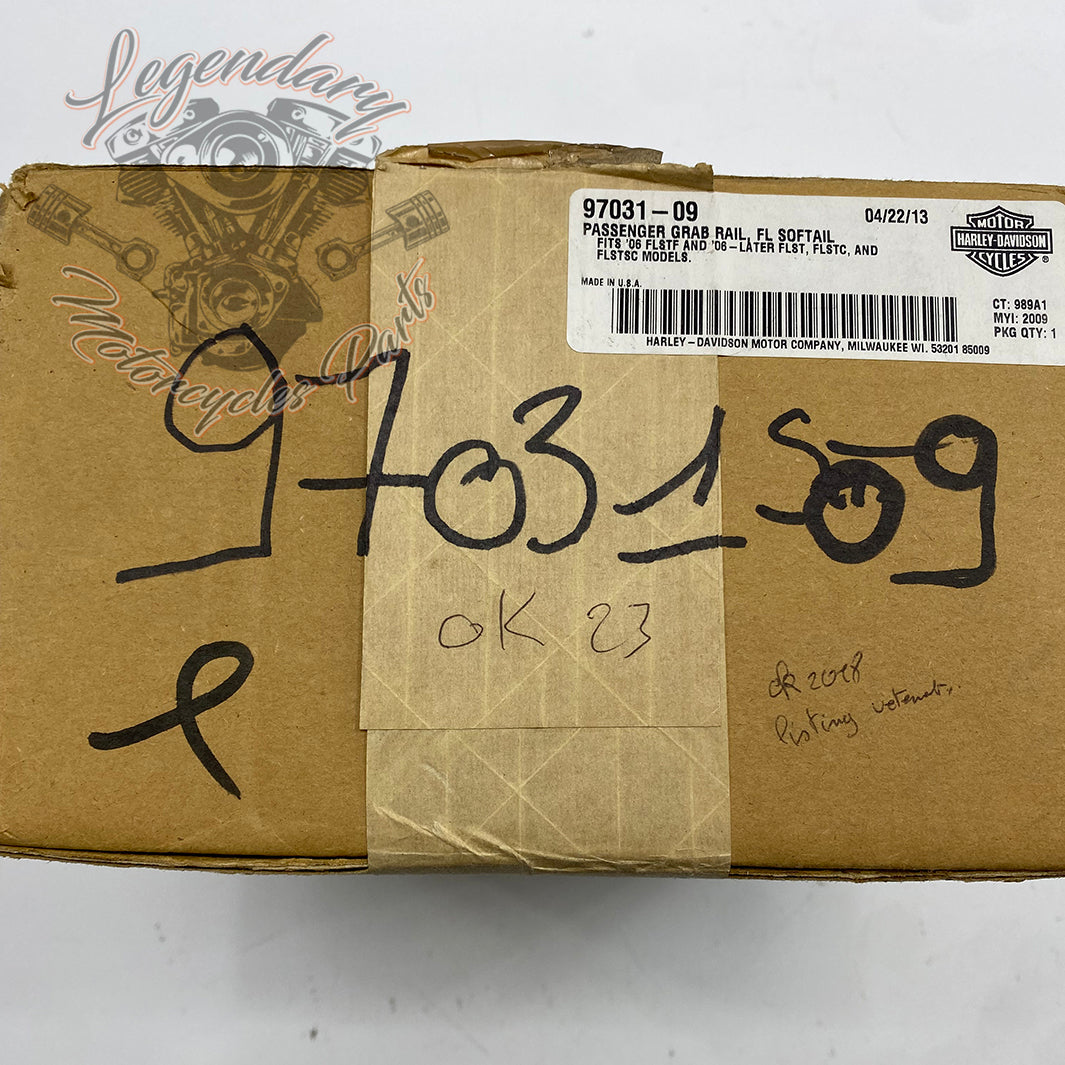 Legendary
Motorcycles Parts
97031-09
04/22/13
PASSENGER GRAB RAIL, FL SOFTAIL
FITS '06 FLSTF AND '06-LATER FLST, FLSTC, AND
FLSTSC MODELS.
MADE IN U.S.A.
MOTOR
HARLEY-DAVIDSON
CYCLES
®
CT: 989A1
MYI: 2009
PKG QTY: 1
HARLEY-DAVIDSON MOTOR COMPANY, MILWAUKEE WI. 53201 85009
97031-09
OK 23
OK 2018
listing